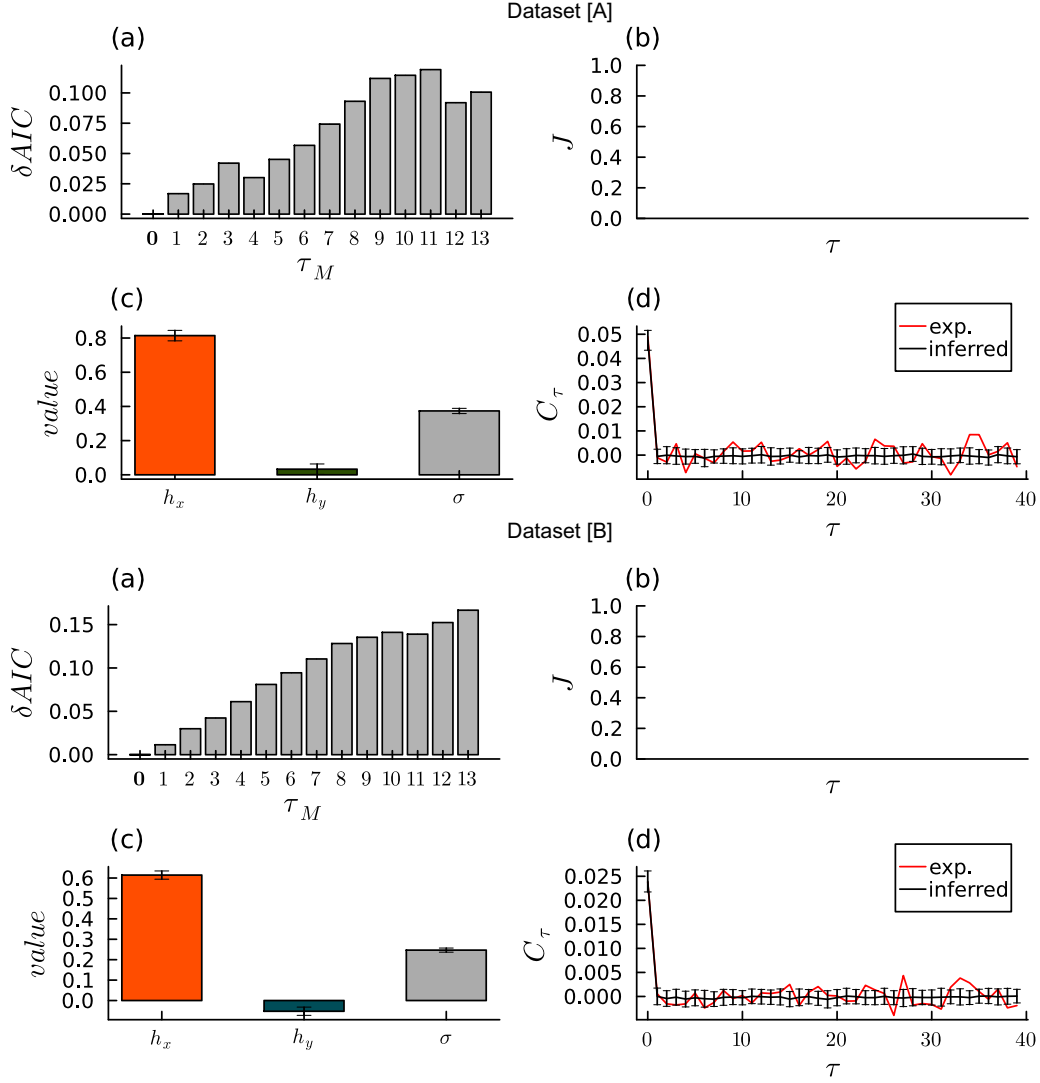 Dataset [A]
(a)
δAIC
0.100
0.075
0.050
0.025
0.000
0 1 2 3 4 5 6 7 8 9 10 11 12 13
τ_M
(b)
J
1.0
0.8
0.6
0.4
0.2
0.0
τ
(c)
value
0.8
0.6
0.4
0.2
0.0
h_x h_y σ
(d)
C_τ
0.05
0.04
0.03
0.02
0.01
0.00
0 10 20 30 40
τ
exp.
inferred
Dataset [B]
(a)
δAIC
0.15
0.10
0.05
0.00
0 1 2 3 4 5 6 7 8 9 10 11 12 13
τ_M
(b)
J
1.0
0.8
0.6
0.4
0.2
0.0
τ
(c)
value
0.6
0.5
0.4
0.3
0.2
0.1
0.0
h_x h_y σ
(d)
C_τ
0.025
0.020
0.015
0.010
0.005
0.000
0 10 20 30 40
τ
exp.
inferred